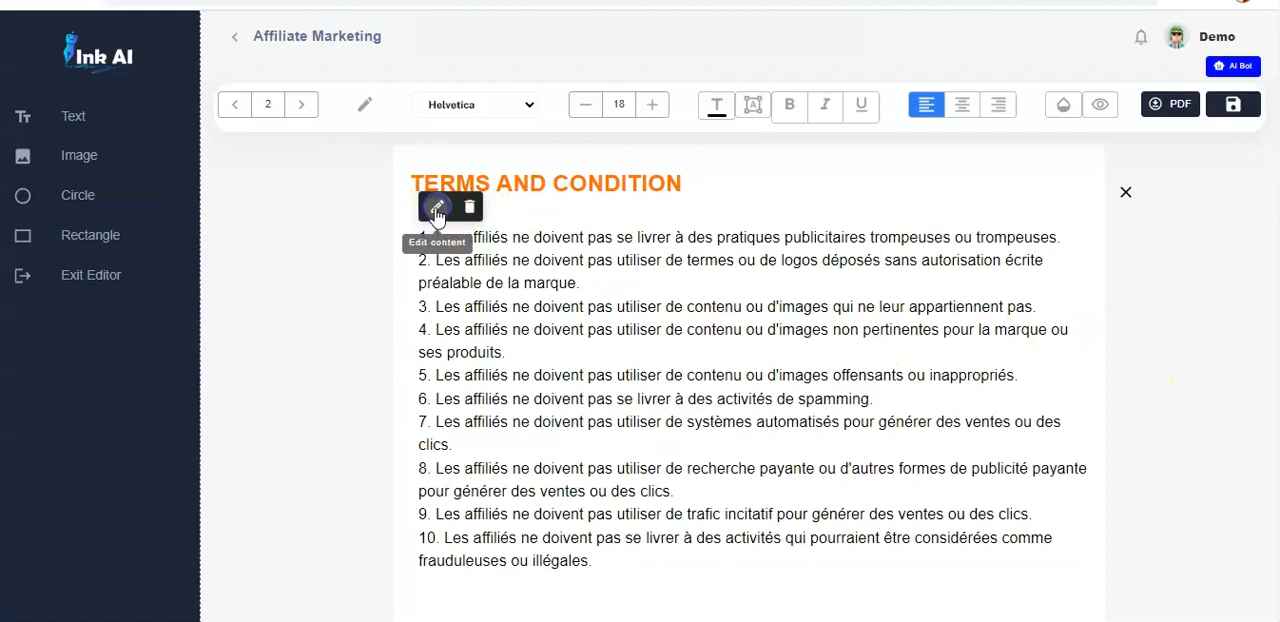 Ink AI
Affiliate Marketing
Demo
AI Bot
2
Helvetica
18
T
A
B
I
U
PDF
Text
Image
Circle
Rectangle
Exit Editor
TERMS AND CONDITION
Edit content
ffiliés ne doivent pas se livrer à des pratiques publicitaires trompeuses ou trompeuses.
2. Les affiliés ne doivent pas utiliser de termes ou de logos déposés sans autorisation écrite
préalable de la marque.
3. Les affiliés ne doivent pas utiliser de contenu ou d'images qui ne leur appartiennent pas.
4. Les affiliés ne doivent pas utiliser de contenu ou d'images non pertinentes pour la marque ou
ses produits.
5. Les affiliés ne doivent pas utiliser de contenu ou d'images offensants ou inappropriés.
6. Les affiliés ne doivent pas se livrer à des activités de spamming.
7. Les affiliés ne doivent pas utiliser de systèmes automatisés pour générer des ventes ou des
clics.
8. Les affiliés ne doivent pas utiliser de recherche payante ou d'autres formes de publicité payante
pour générer des ventes ou des clics.
9. Les affiliés ne doivent pas utiliser de trafic incitatif pour générer des ventes ou des clics.
10. Les affiliés ne doivent pas se livrer à des activités qui pourraient être considérées comme
frauduleuses ou illégales.